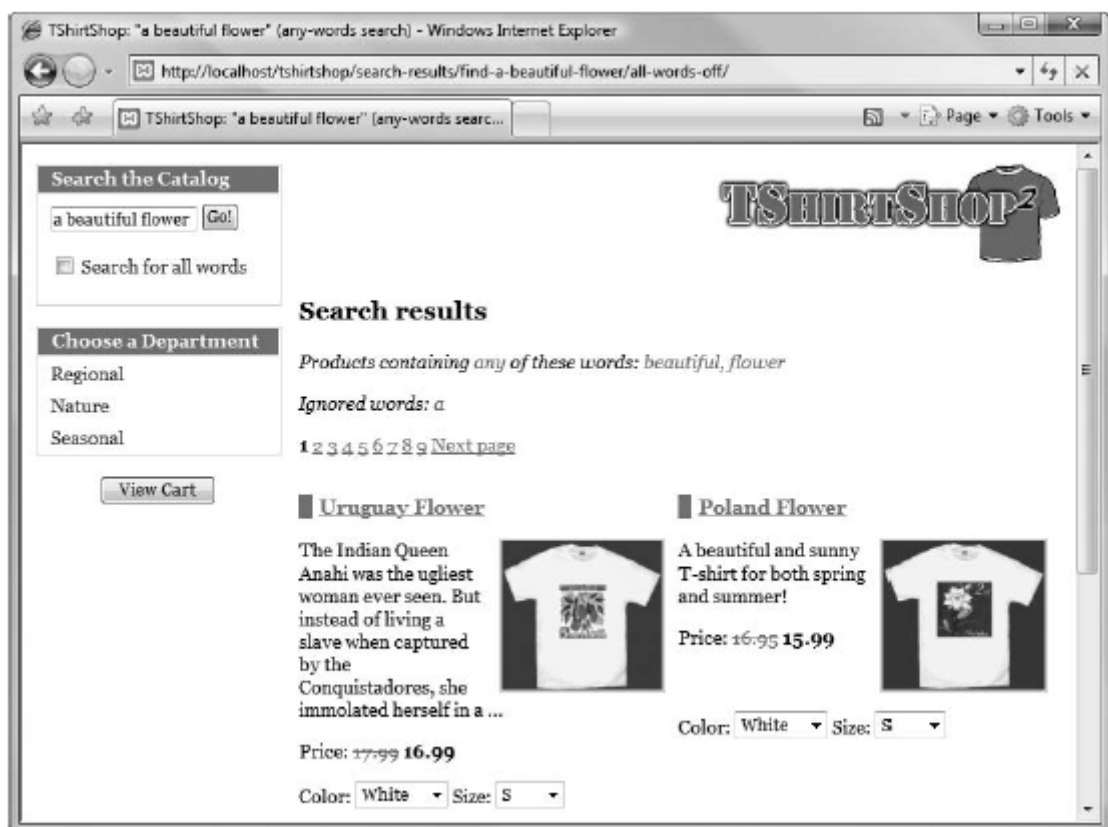 TShirtShop: "a beautiful flower" (any-words search) - Windows Internet Explorer
http://localhost/tshirtshop/search-results/find-a-beautiful-flower/all-words-off/
TShirtShop: "a beautiful flower" (any-words searc...
Page
Tools
Search the Catalog
a beautiful flower Go!
Search for all words
Choose a Department
Regional
Nature
Seasonal
View Cart
TShirtShop 2
Search results
Products containing any of these words: beautiful, flower
Ignored words: a
1 2 3 4 5 6 7 8 9 Next page
Uruguay Flower
The Indian Queen
Anahi was the ugliest
woman ever seen. But
instead of living a
slave when captured
by the
Conquistadores, she
immolated herself in a ...
Price: 17.99 16.99
Color: White Size: S
Poland Flower
A beautiful and sunny
T-shirt for both spring
and summer!
Price: 16.95 15.99
Color: White Size: S